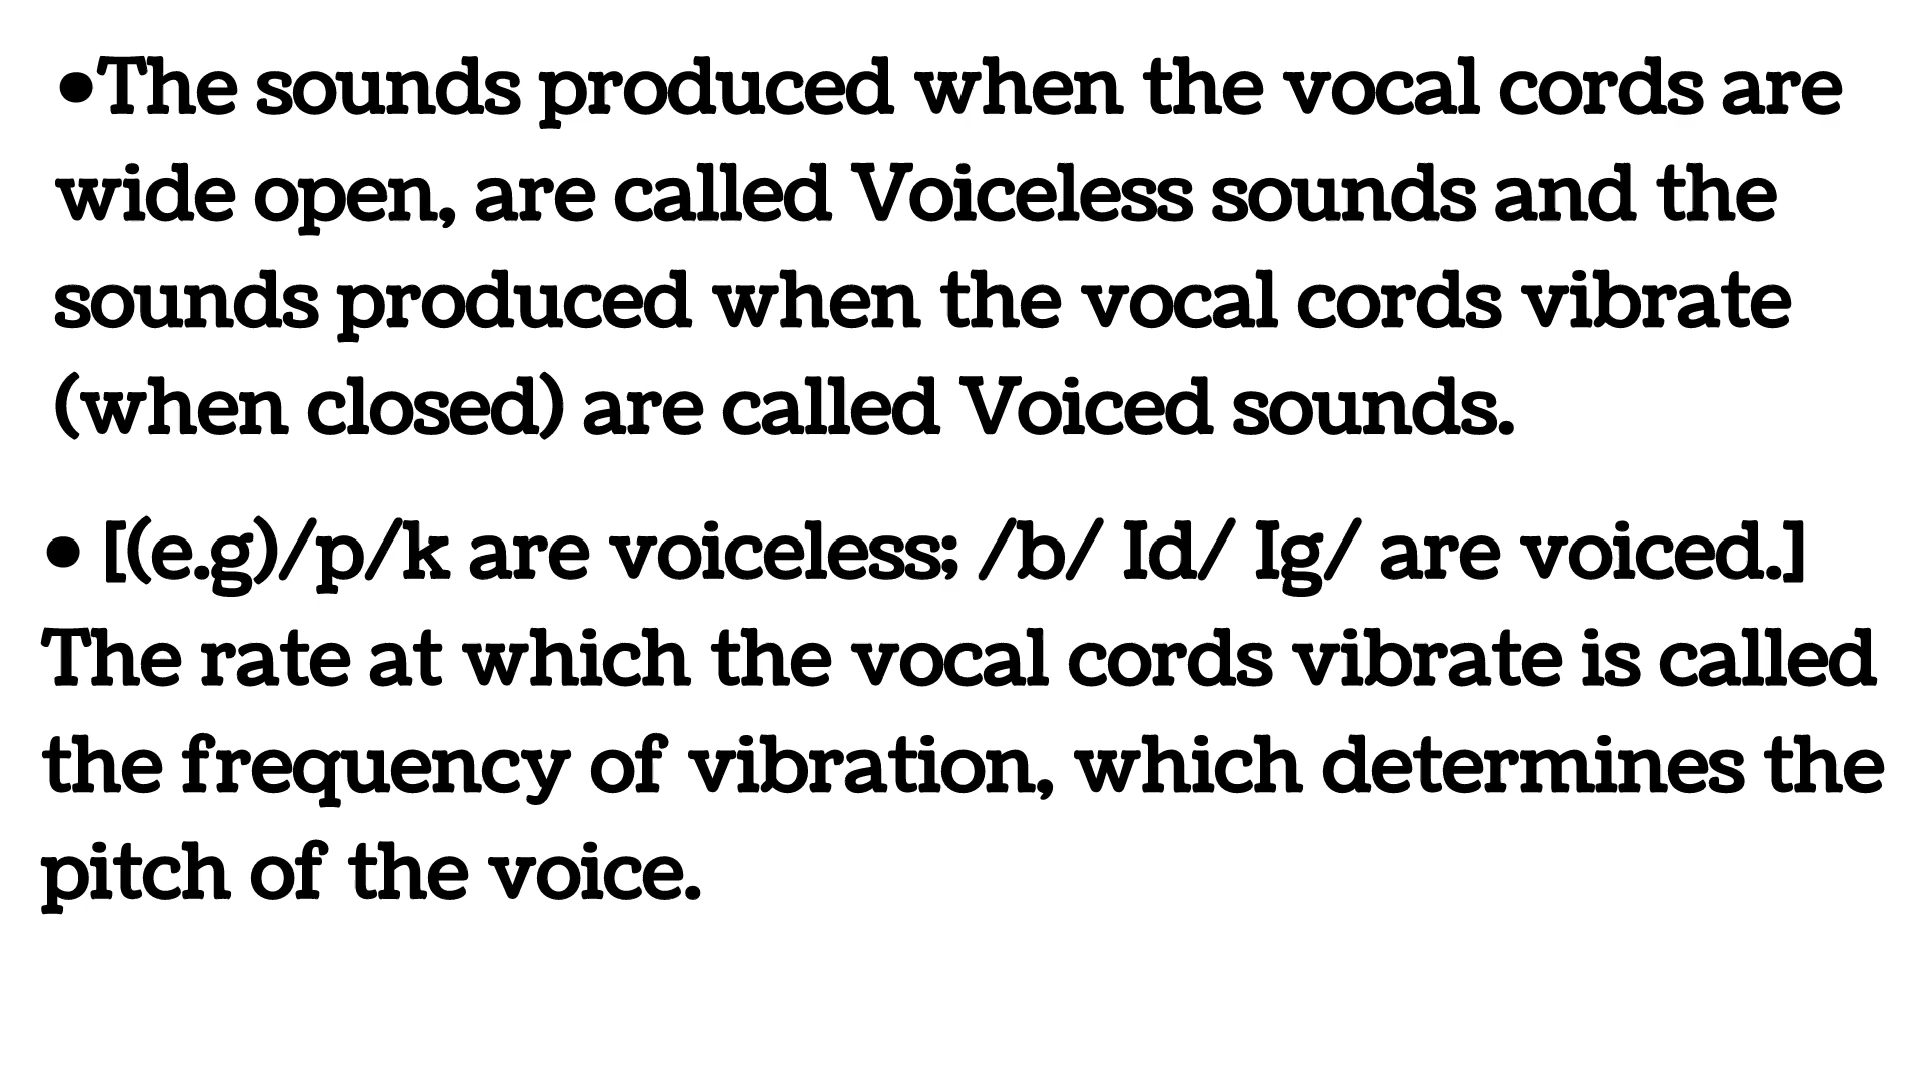 •The sounds produced when the vocal cords are
wide open, are called Voiceless sounds and the
sounds produced when the vocal cords vibrate
(when closed) are called Voiced sounds.
• [(e.g)/p/k are voiceless; /b/ Id/ Ig/ are voiced.]
The rate at which the vocal cords vibrate is called
the frequency of vibration, which determines the
pitch of the voice.